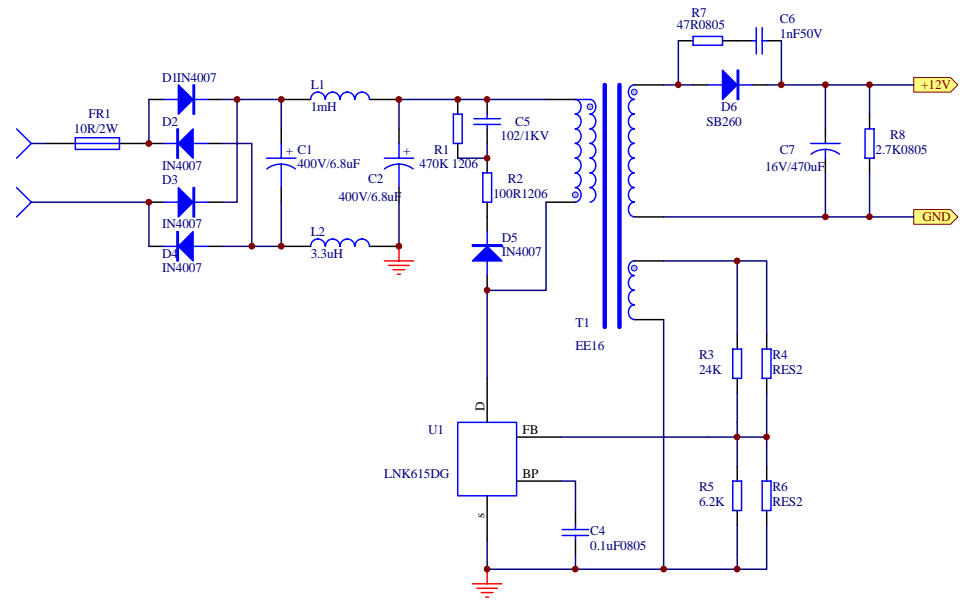 R7
47R0805
C6
1nF50V
D1IN4007
FR1
10R/2W
D2
IN4007
D3
IN4007
D4
IN4007
L1
1mH
C1
400V/6.8uF
+
C2
400V/6.8uF
+
L2
3.3uH
R1
470K 1206
C5
102/1KV
R2
100R1206
D5
IN4007
T1
EE16
D6
SB260
C7
16V/470uF
R8
2.7K0805
+12V
GND
R3
24K
R4
RES2
R5
6.2K
R6
RES2
U1
LNK615DG
D
FB
BP
s
C4
0.1uF0805